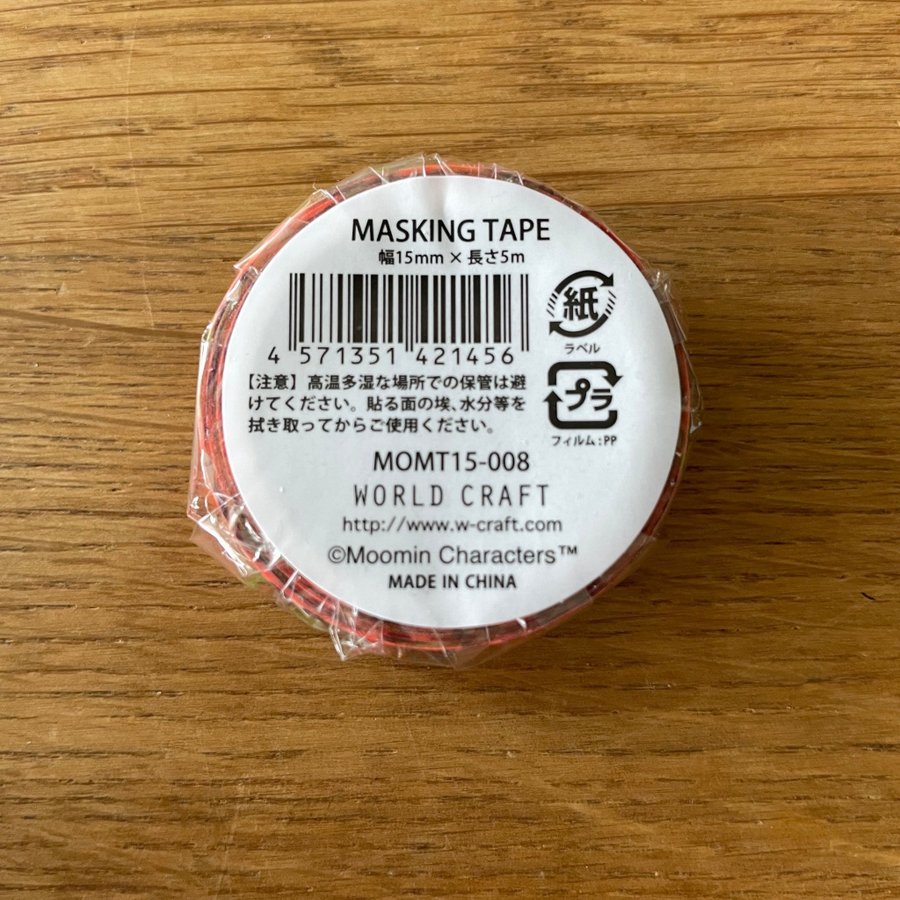 MASKING TAPE
幅15mm × 長さ5m
4 571351 421456
紙
ラベル
プラ
フィルム:PP
【注意】高温多湿な場所での保管は避
けてください。貼る面の埃、水分等を
拭き取ってからご使用ください。
MOMT15-008
WORLD CRAFT
http://www.w-craft.com
©Moomin Characters™
MADE IN CHINA